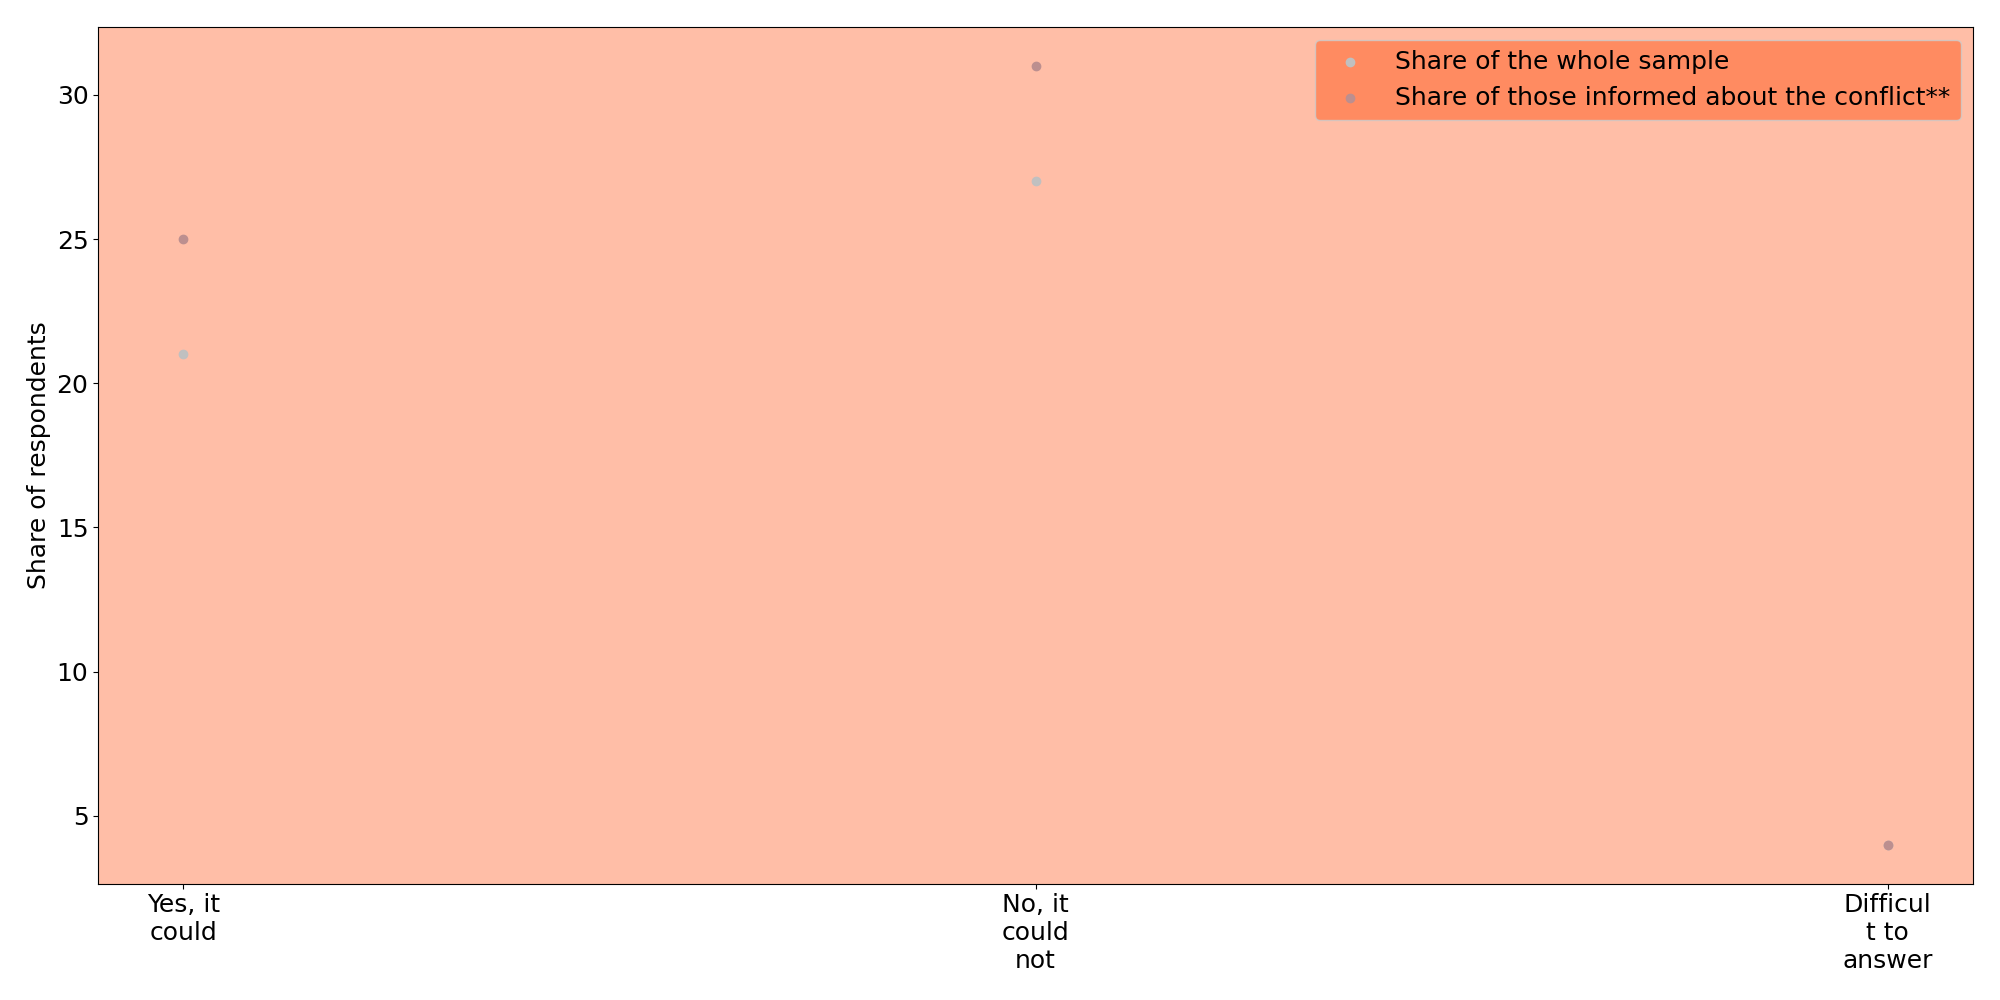 Share of the whole sample
Share of those informed about the conflict**
Share of respondents
30
25
20
15
10
5
Yes, it
could
No, it
could
not
Difficul
t to
answer